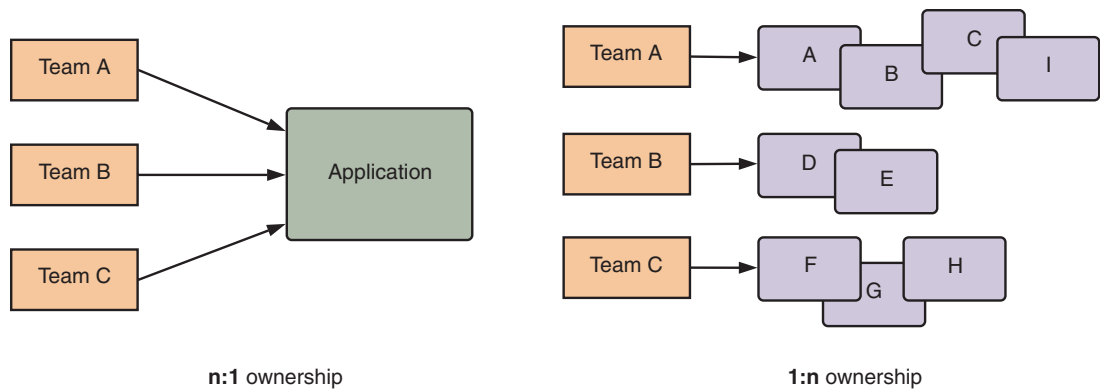 Team A
Team B
Team C
Application
n:1 ownership
Team A
A
B
C
I
Team B
D
E
Team C
F
G
H
1:n ownership